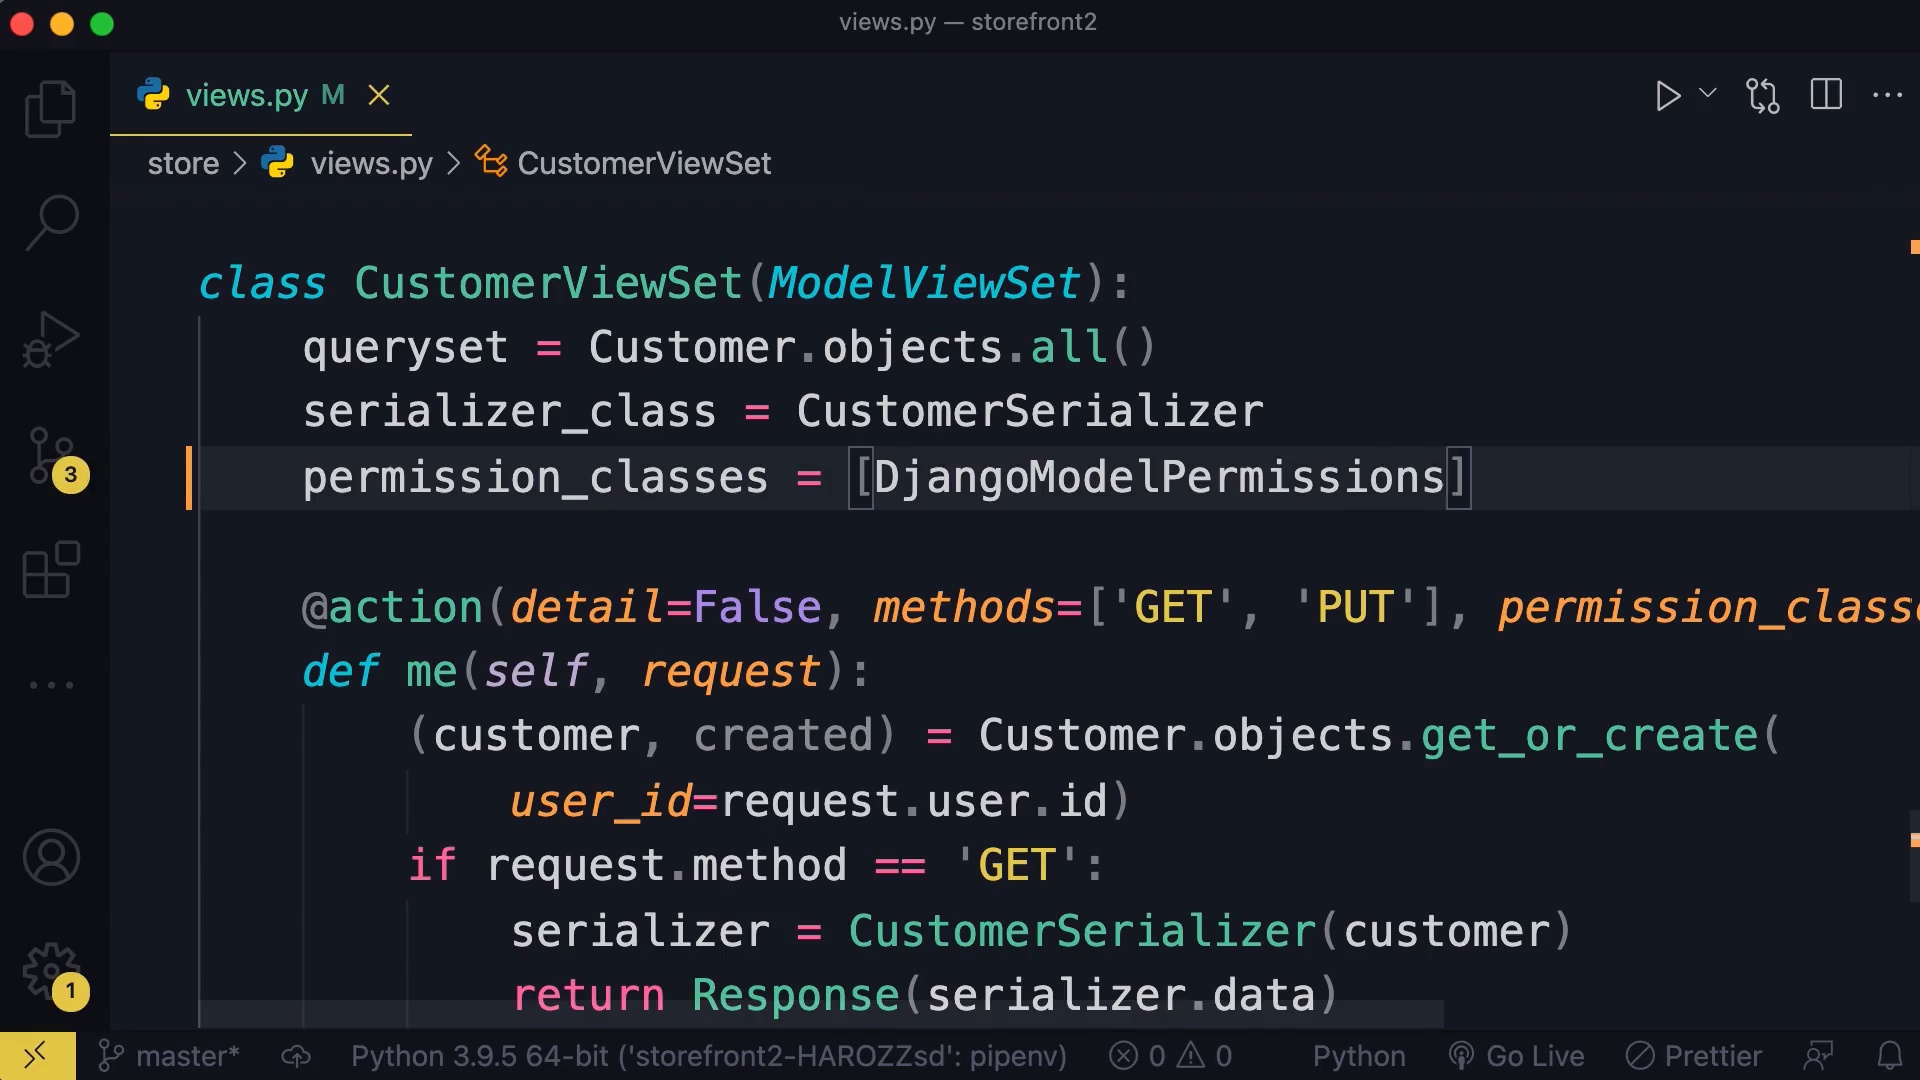 views.py — storefront2
views.py M
store > views.py > CustomerViewSet
class CustomerViewSet(ModelViewSet):
queryset = Customer.objects.all()
serializer_class = CustomerSerializer
permission_classes = [DjangoModelPermissions]
@action(detail=False, methods=['GET', 'PUT'], permission_classe
def me(self, request):
(customer, created) = Customer.objects.get_or_create(
user_id=request.user.id)
if request.method == 'GET':
serializer = CustomerSerializer(customer)
return Response(serializer.data)
3
1
master* Python 3.9.5 64-bit ('storefront2-HAROZZsd': pipenv) 0 0 Python Go Live Prettier